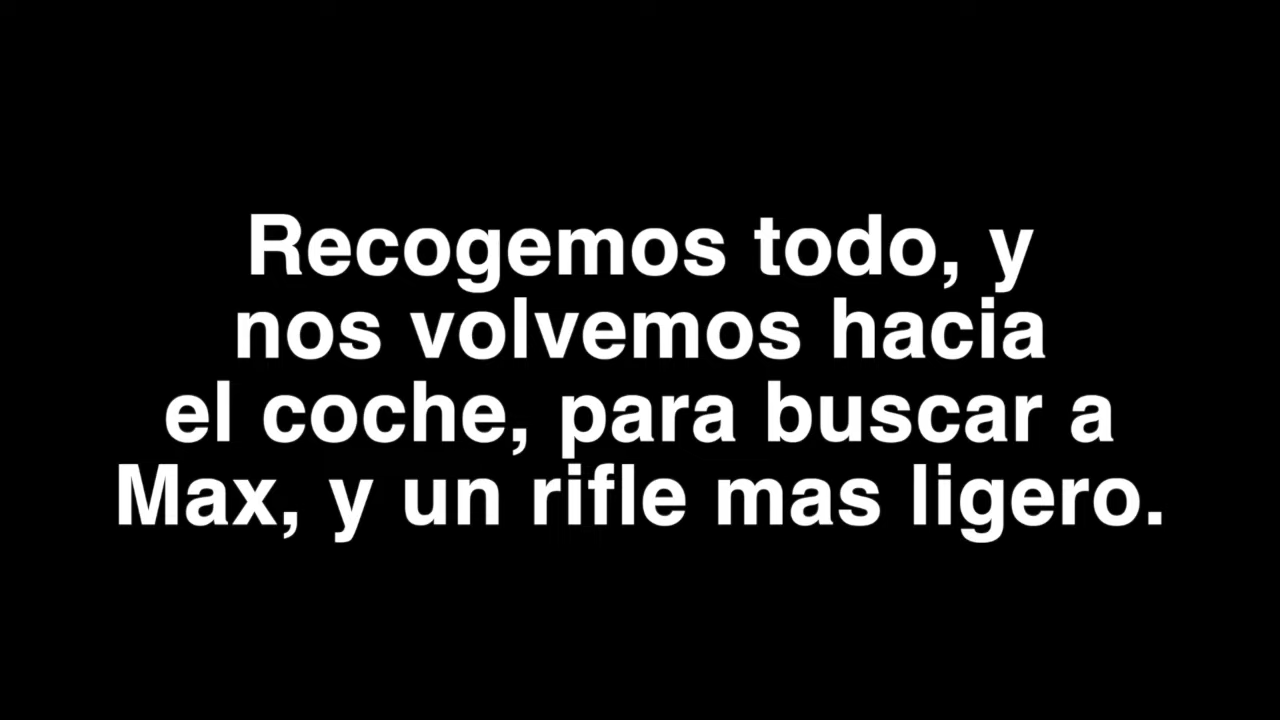 Recogemos todo, y
nos volvemos hacia
el coche, para buscar a
Max, y un rifle mas ligero.